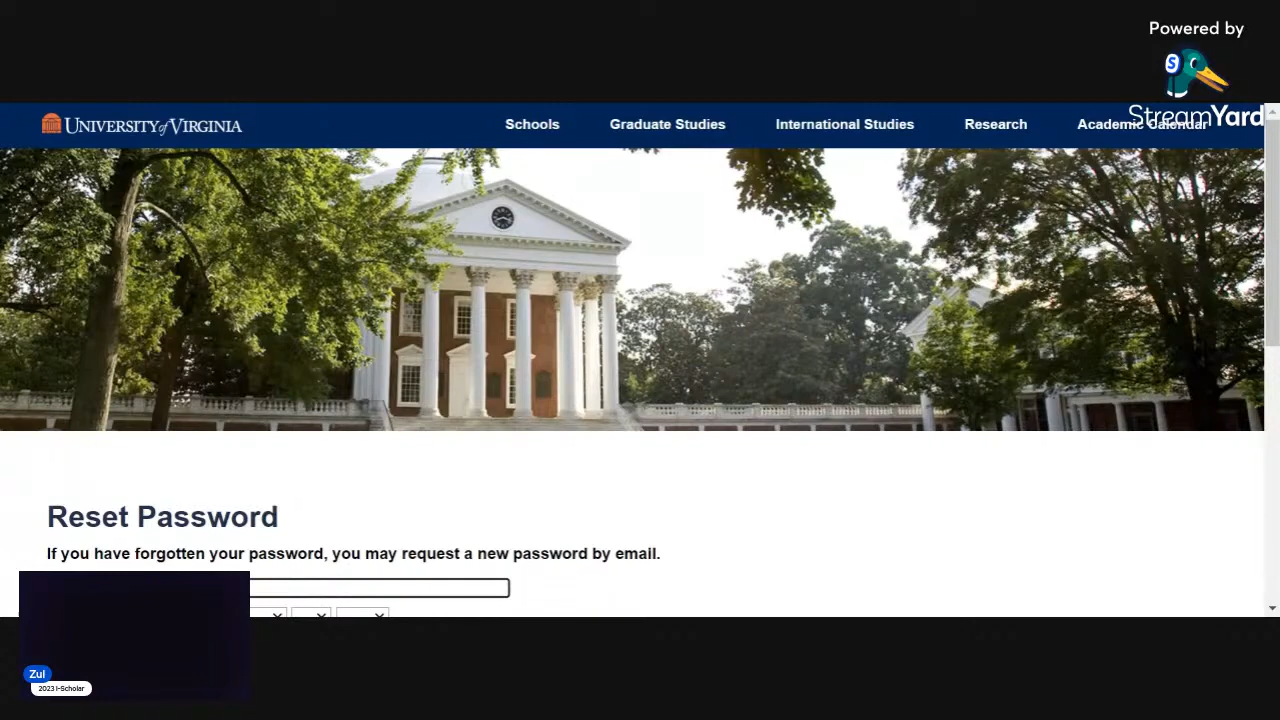 Powered by
S
StreamYard
UNIVERSITY of VIRGINIA
Schools
Graduate Studies
International Studies
Research
Academic Calendar
Reset Password
If you have forgotten your password, you may request a new password by email.
Zul
2023 I-Scholar